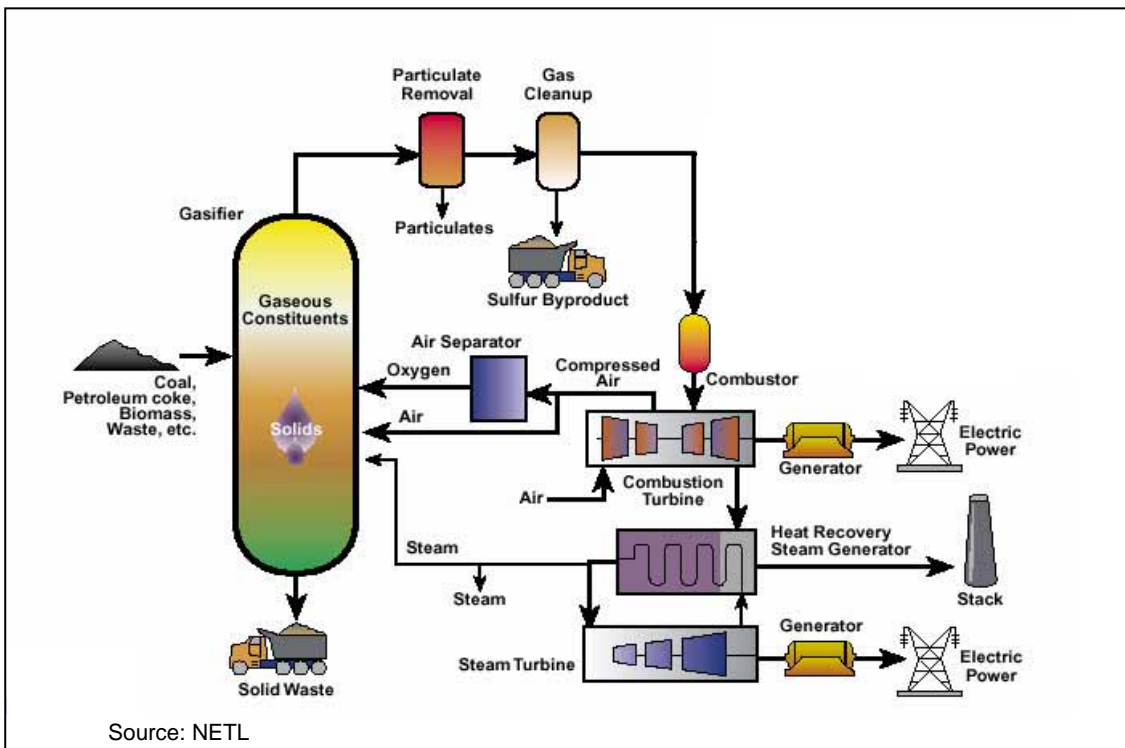 Particulate
Removal
Gas
Cleanup
Gasifier
Particulates
Sulfur Byproduct
Gaseous
Constituents
Air Separator
Oxygen
Compressed
Air
Combustor
Coal,
Petroleum coke,
Biomass,
Waste, etc.
Solids
Air
Air
Combustion
Turbine
Generator
Electric
Power
Steam
Steam
Heat Recovery
Steam Generator
Stack
Solid Waste
Steam Turbine
Generator
Electric
Power
Source: NETL